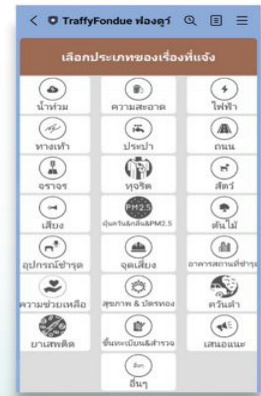 TraffyFondue ฟองดูว์
เลือกประเภทของเรื่องที่แจ้ง
น้ำท่วม ความสะอาด ไฟฟ้า
ทางเท้า ประปา ถนน
จราจร ทุจริต สัตว์
PM2.5
เสียง ฝุ่นควัน&กลิ่น&PM2.5 ต้นไม้
อุปกรณ์ชำรุด จุดเสี่ยง อาคารสถานที่ชำรุ
ความช่วยเหลือ สุขภาพ & บัตรทอง ควันดำ
ยาเสพติด ขึ้นทะเบียน&สำรวจ เสนอแนะ
อื่นๆ
อื่นๆ